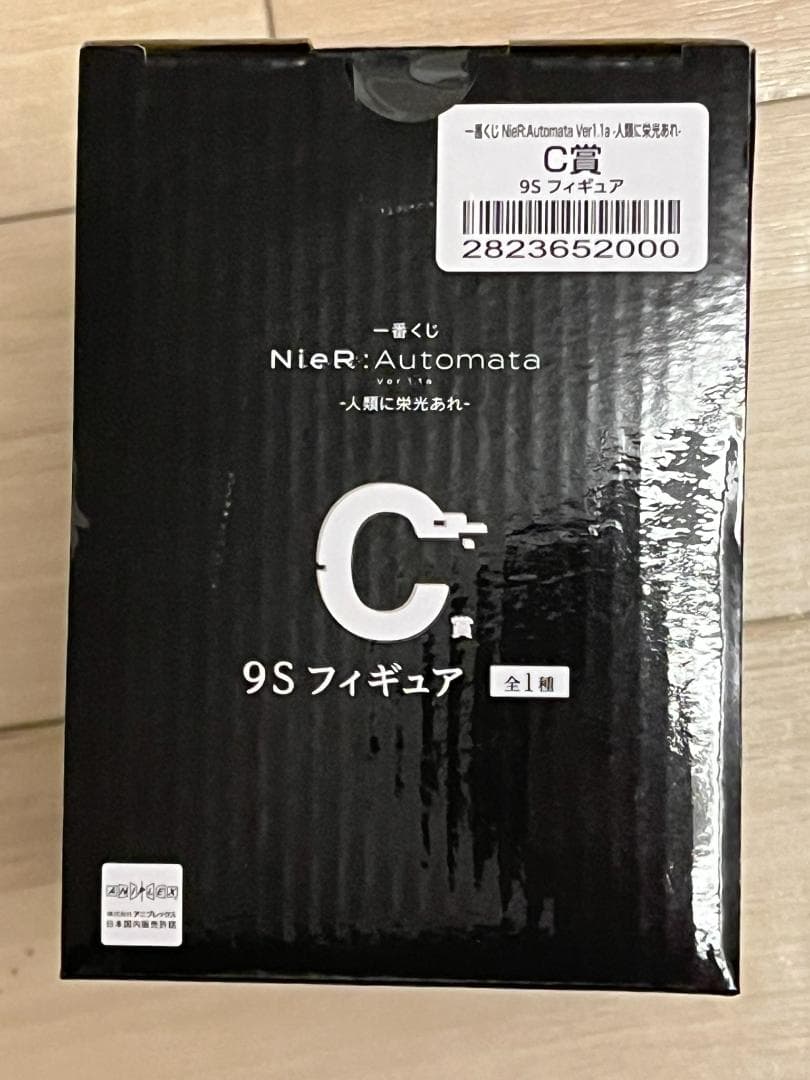 一番くじ NieR:Automata Ver1.1a -人類に栄光あれ-
C賞
9S フィギュア
2823652000
一番くじ
NieR:Automata
Ver1.1a
-人類に栄光あれ-
C賞
9S フィギュア 全1種
ANIPLEX
株式会社 アニプレックス
日本国内販売許諾